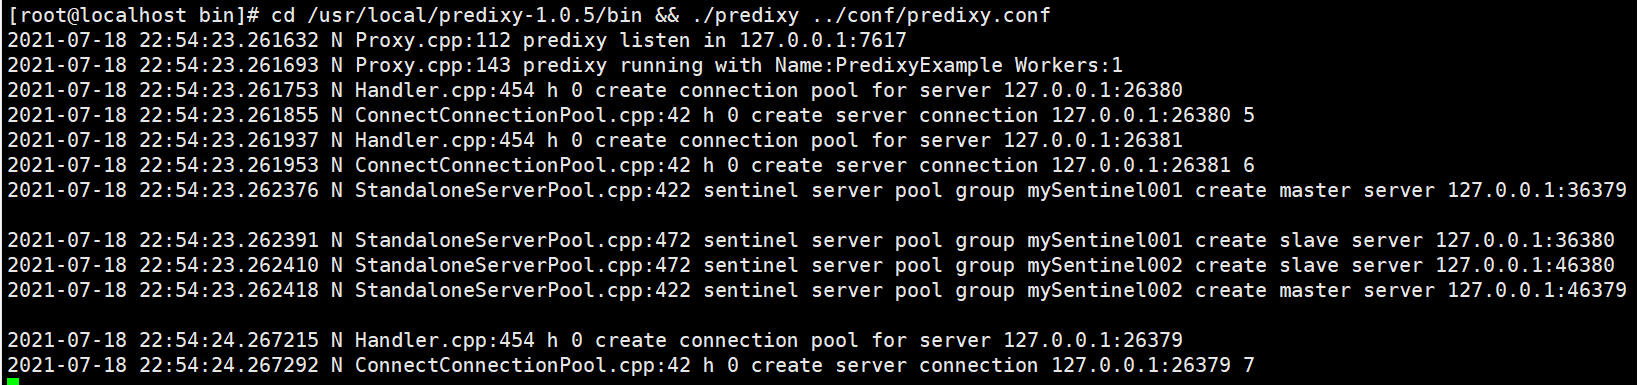 [root@localhost bin]# cd /usr/local/predixy-1.0.5/bin && ./predixy ../conf/predixy.conf
2021-07-18 22:54:23.261632 N Proxy.cpp:112 predixy listen in 127.0.0.1:7617
2021-07-18 22:54:23.261693 N Proxy.cpp:143 predixy running with Name:PredixyExample Workers:1
2021-07-18 22:54:23.261753 N Handler.cpp:454 h 0 create connection pool for server 127.0.0.1:26380
2021-07-18 22:54:23.261855 N ConnectConnectionPool.cpp:42 h 0 create server connection 127.0.0.1:26380 5
2021-07-18 22:54:23.261937 N Handler.cpp:454 h 0 create connection pool for server 127.0.0.1:26381
2021-07-18 22:54:23.261953 N ConnectConnectionPool.cpp:42 h 0 create server connection 127.0.0.1:26381 6
2021-07-18 22:54:23.262376 N StandaloneServerPool.cpp:422 sentinel server pool group mySentinel001 create master server 127.0.0.1:36379
2021-07-18 22:54:23.262391 N StandaloneServerPool.cpp:472 sentinel server pool group mySentinel001 create slave server 127.0.0.1:36380
2021-07-18 22:54:23.262410 N StandaloneServerPool.cpp:472 sentinel server pool group mySentinel002 create slave server 127.0.0.1:46380
2021-07-18 22:54:23.262418 N StandaloneServerPool.cpp:422 sentinel server pool group mySentinel002 create master server 127.0.0.1:46379
2021-07-18 22:54:24.267215 N Handler.cpp:454 h 0 create connection pool for server 127.0.0.1:26379
2021-07-18 22:54:24.267292 N ConnectConnectionPool.cpp:42 h 0 create server connection 127.0.0.1:26379 7